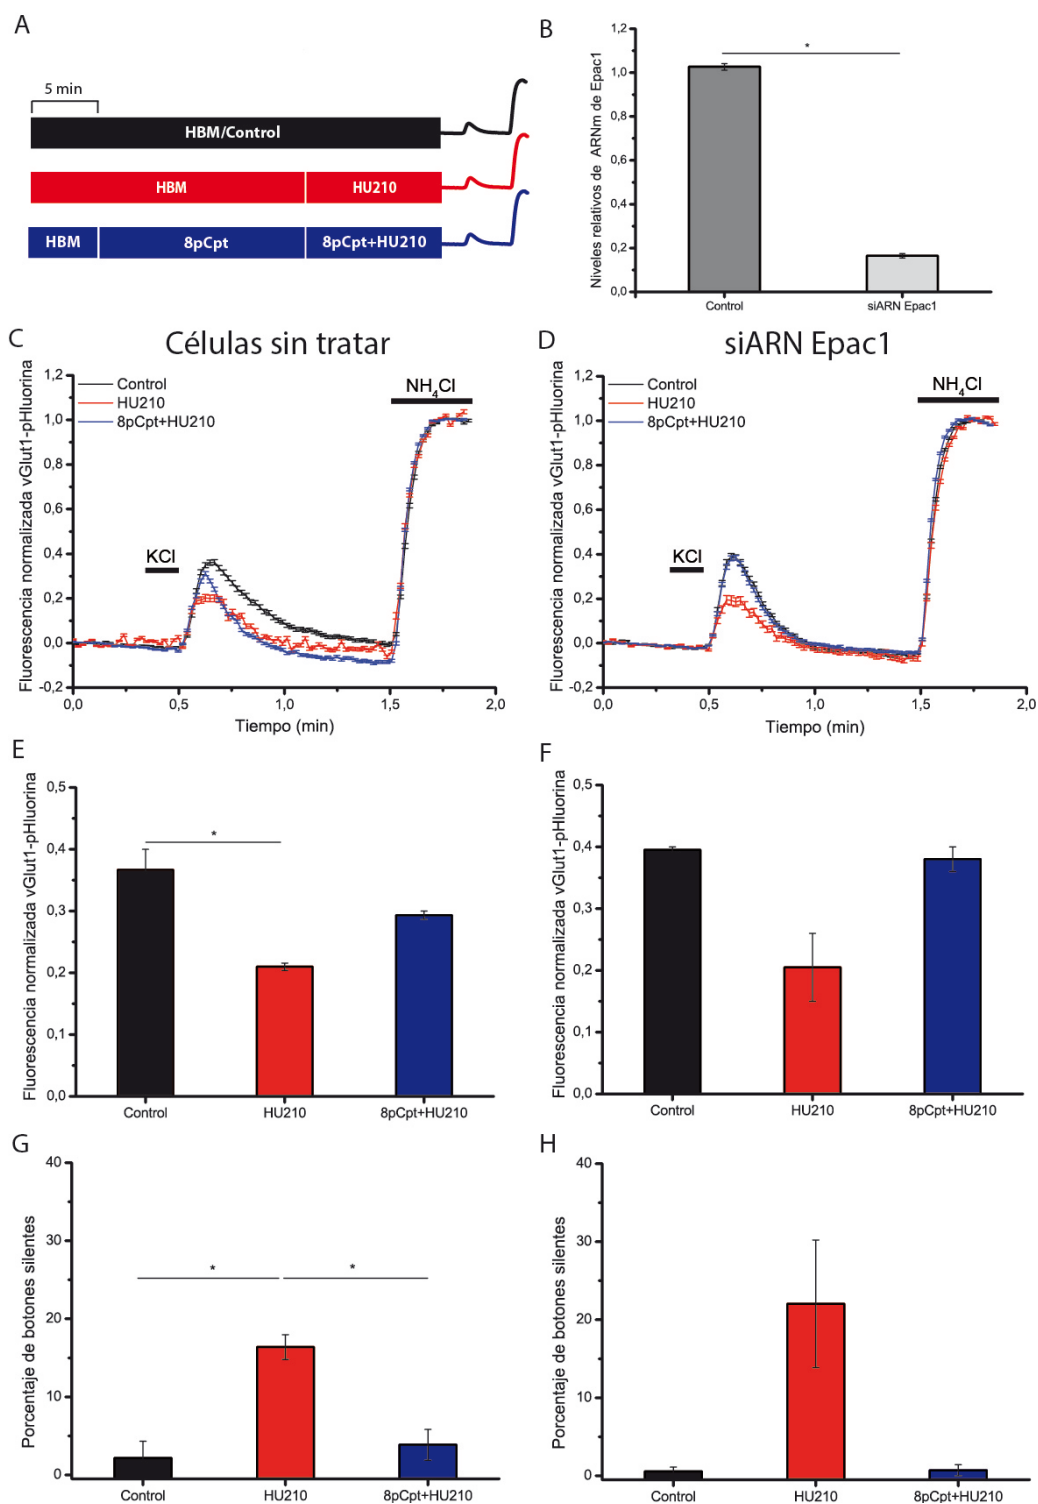 A
5 min
HBM/Control
HBM
HU210
HBM
8pCpt
8pCpt+HU210
B
Niveles relativos de ARNm de Epac1
1,2
1,0
0,8
0,6
0,4
0,2
0,0
*
Control
siARN Epac1
C
Células sin tratar
Fluorescencia normalizada vGlut1-pHluorina
1,2
1,0
0,8
0,6
0,4
0,2
0,0
-0,2
Control
HU210
8pCpt+HU210
KCl
NH4Cl
0,0
0,5
1,0
1,5
2,0
Tiempo (min)
D
siARN Epac1
Fluorescencia normalizada vGlut1-pHluorina
1,2
1,0
0,8
0,6
0,4
0,2
0,0
-0,2
Control
HU210
8pCpt+HU210
KCl
NH4Cl
0,0
0,5
1,0
1,5
2,0
Tiempo (min)
E
Fluorescencia normalizada vGlut1-pHluorina
0,5
0,4
0,3
0,2
0,1
0,0
*
Control
HU210
8pCpt+HU210
F
Fluorescencia normalizada vGlut1-pHluorina
0,5
0,4
0,3
0,2
0,1
0,0
Control
HU210
8pCpt+HU210
G
Porcentaje de botones silentes
40
30
20
10
0
*
*
Control
HU210
8pCpt+HU210
H
Porcentaje de botones silentes
40
30
20
10
0
Control
HU210
8pCpt+HU210